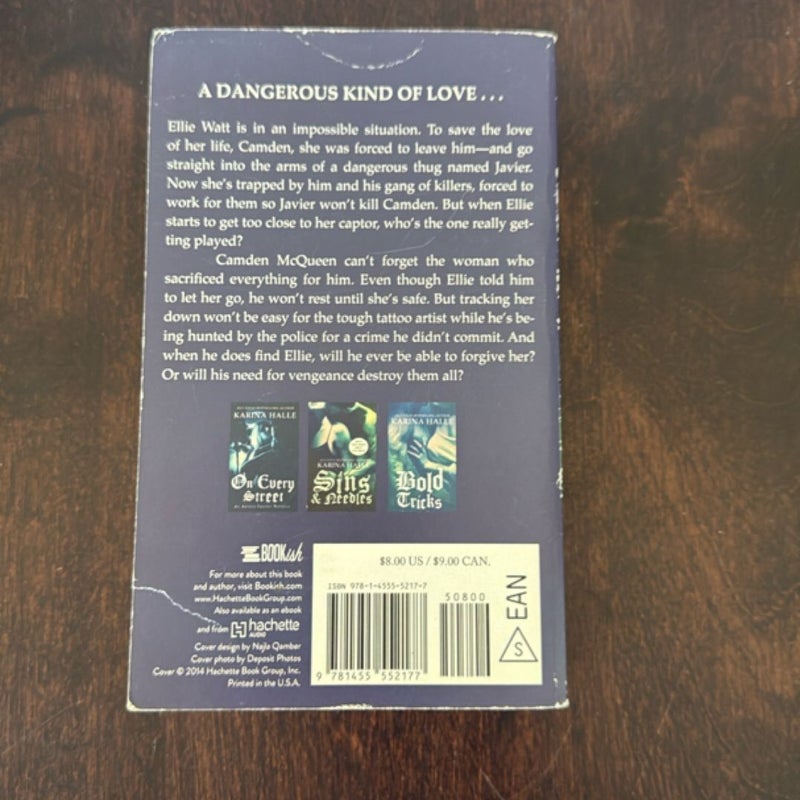 A DANGEROUS KIND OF LOVE...
Ellie Watt is in an impossible situation. To save the love
of her life, Camden, she was forced to leave him—and go
straight into the arms of a dangerous thug named Javier.
Now she's trapped by him and his gang of killers, forced to
work for them so Javier won't kill Camden. But when Ellie
starts to get too close to her captor, who's the one really get-
ting played?
Camden McQueen can't forget the woman who
sacrificed everything for him. Even though Ellie told him
to let her go, he won't rest until she's safe. But tracking her
down won't be easy for the tough tattoo artist while he's be-
ing hunted by the police for a crime he didn't commit. And
when he does find Ellie, will he ever be able to forgive her?
Or will his need for vengeance destroy them all?
KARINA HALLE
On Every
Street
KARINA HALLE
Sins
& Needles
KARINA HALLE
Bold
Tricks
BOOKish
For more about this book
and author, visit Bookish.com
www.HachetteBookGroup.com
Also available as an ebook
and from hachette
AUDIO
Cover design by Najla Qamber
Cover photo by Deposit Photos
Cover © 2014 Hachette Book Group, Inc.
Printed in the U.S.A.
$8.00 US / $9.00 CAN.
ISBN 978-1-4555-5217-7
50800
9 781455 552177
S EAN